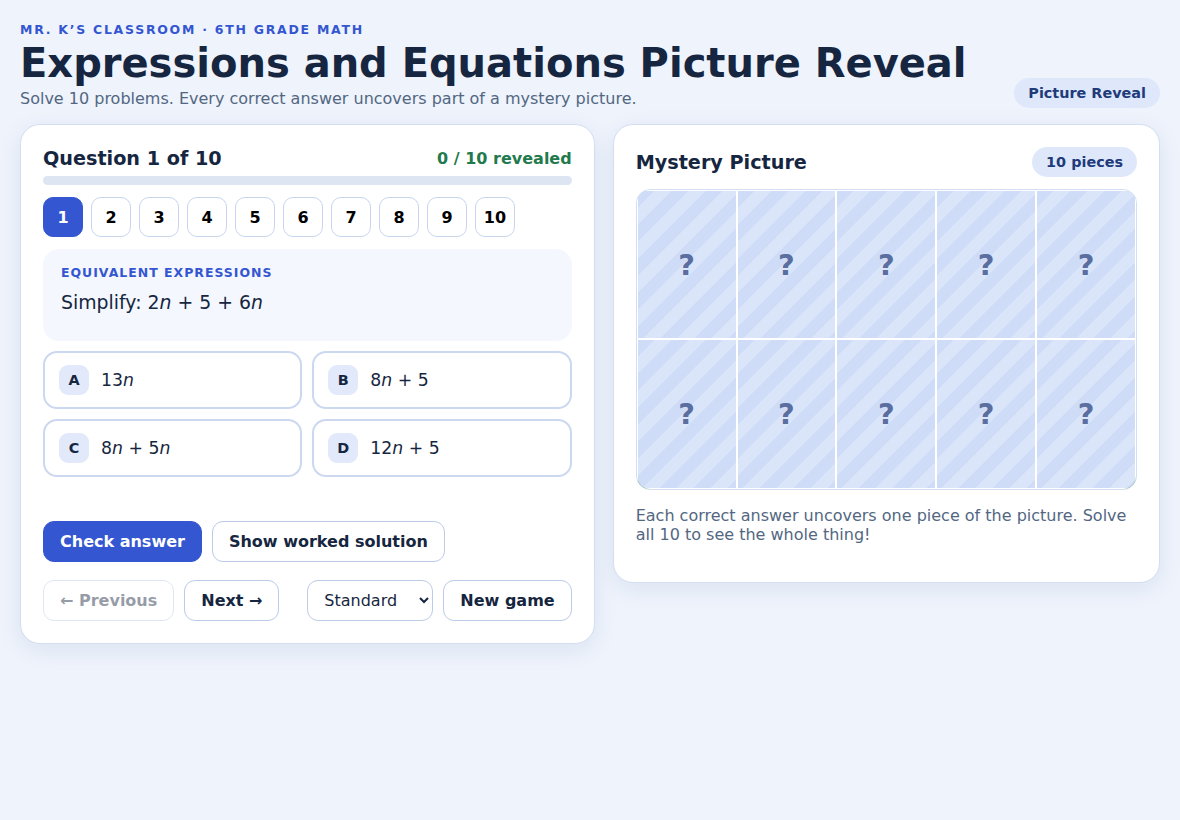 MR. K’S CLASSROOM · 6TH GRADE MATH
Expressions and Equations Picture Reveal
Solve 10 problems. Every correct answer uncovers part of a mystery picture.
Picture Reveal
Question 1 of 10
0 / 10 revealed
1 2 3 4 5 6 7 8 9 10
EQUIVALENT EXPRESSIONS
Simplify: 2n + 5 + 6n
A 13n
B 8n + 5
C 8n + 5n
D 12n + 5
Check answer
Show worked solution
← Previous
Next →
Standard
New game
Mystery Picture
10 pieces
? ? ? ? ?
? ? ? ? ?
Each correct answer uncovers one piece of the picture. Solve
all 10 to see the whole thing!